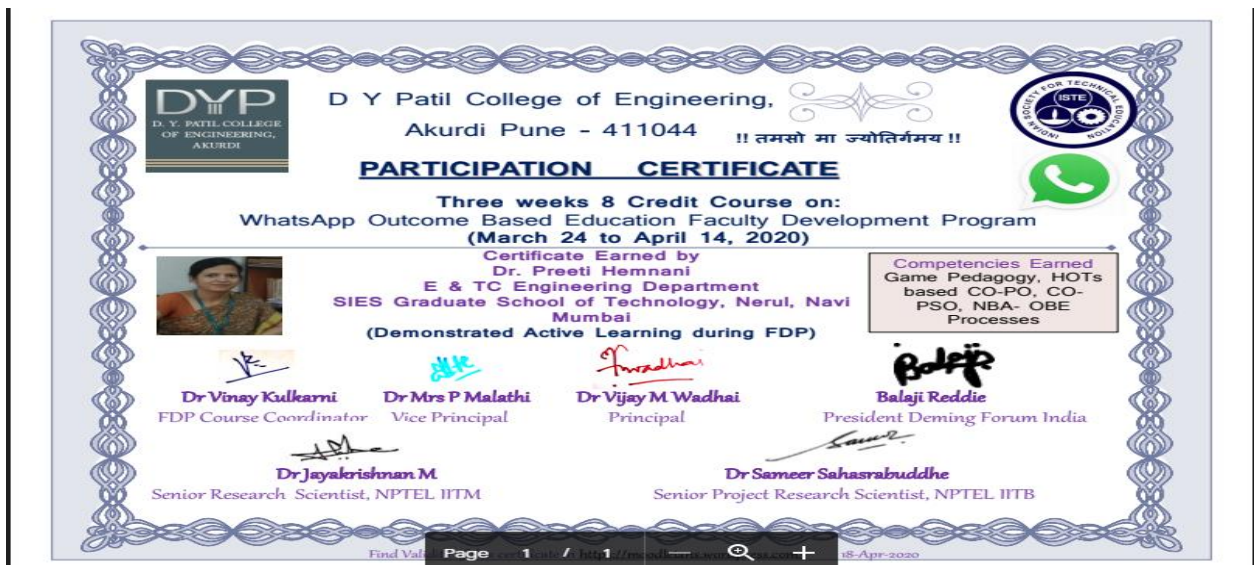 DYP
D. Y. PATIL COLLEGE
OF ENGINEERING,
AKURDI
D Y Patil College of Engineering,
Akurdi Pune - 411044
!! तमसो मा ज्योतिर्गमय !!
INDIAN SOCIETY FOR TECHNICAL EDUCATION
ISTE
PARTICIPATION CERTIFICATE
Three weeks 8 Credit Course on:
WhatsApp Outcome Based Education Faculty Development Program
(March 24 to April 14, 2020)
Certificate Earned by
Dr. Preeti Hemnani
E & TC Engineering Department
SIES Graduate School of Technology, Nerul, Navi
Mumbai
(Demonstrated Active Learning during FDP)
Competencies Earned
Game Pedagogy, HOTs
based CO-PO, CO-
PSO, NBA- OBE
Processes
Balaji
Dr Vinay Kulkarni Dr Mrs P Malathi Dr Vijay M Wadhai Balaji Reddie
FDP Course Coordinator Vice Principal Principal President Deming Forum India
Dr Jayakrishnan M Dr Sameer Sahasrabuddhe
Senior Research Scientist, NPTEL IITM Senior Project Research Scientist, NPTEL IITB
Find 18-Apr-2020
Page 1 / 1